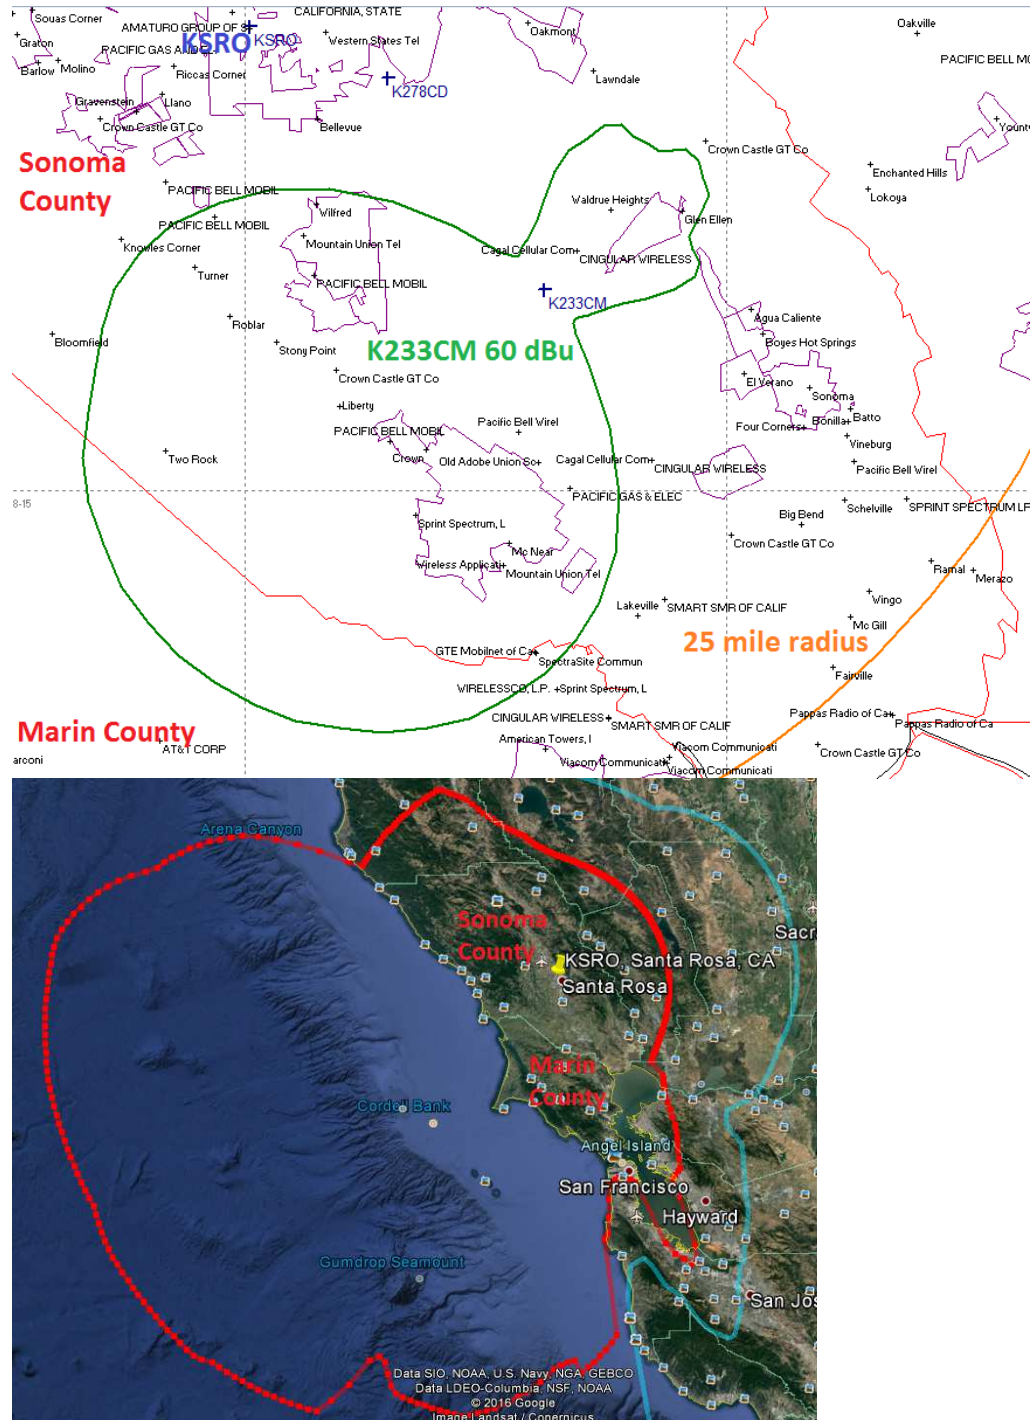 Souas Corner
CALIFORNIA, STATE
AMATURO GROUP OF S
KSRO
KSRO
Western States Tel
Oakmont
Oakville
Graton
PACIFIC GAS AND EL
PACIFIC BELL MO
Barlow
Molino
Riccas Corner
Lawndale
K278CD
Gravenstein
Llano
Crown Castle GT Co
Bellevue
Yount
Crown Castle GT Co
Sonoma
County
Enchanted Hills
PACIFIC BELL MOBIL
Lokoya
Waldrue Heights
Wilfred
PACIFIC BELL MOBIL
Glen Ellen
Knowles Corner
Mountain Union Tel
Cagal Cellular Com
CINGULAR WIRELESS
Turner
PACIFIC BELL MOBIL
K233CM
Roblar
Agua Caliente
Bloomfield
Stony Point
K233CM 60 dBu
Boyes Hot Springs
Crown Castle GT Co
El Verano
Sonoma
Liberty
Batto
PACIFIC BELL MOBIL
Pacific Bell Wirel
Four Corners
Bonilla
Vineburg
Two Rock
Crown
Old Adobe Union Sc
Cagal Cellular Com
CINGULAR WIRELESS
Pacific Bell Wirel
8-15
PACIFIC GAS & ELEC
Schelville
SPRINT SPECTRUM LF
Sprint Spectrum, L
Big Bend
Crown Castle GT Co
Mc Near
Wireless Applicati
Mountain Union Tel
Ramal
Merazo
Lakeville
SMART SMR OF CALIF
Wingo
Mc Gill
25 mile radius
GTE Mobilnet of Ca
SpectraSite Commun
Fairville
WIRELESSCO, L.P.
Sprint Spectrum, L
Marin County
CINGULAR WIRELESS
SMART SMR OF CALIF
Pappas Radio of Ca
Pappas Radio of Ca
AT&T CORP
American Towers, I
Viacom Communicati
Crown Castle GT Co
arconi
Viacom Communicati
Viacom Communicati
Arena Canyon
Sonoma
County
Sacr
KSRO, Santa Rosa, CA
Santa Rosa
Marin
County
Cordell Bank
Angel Island
San Francisco
Hayward
Gumdrop Seamount
San Jos
Data SIO, NOAA, U.S. Navy, NGA, GEBCO
Data LDEO-Columbia, NSF, NOAA
© 2016 Google
Image Landsat / Copernicus